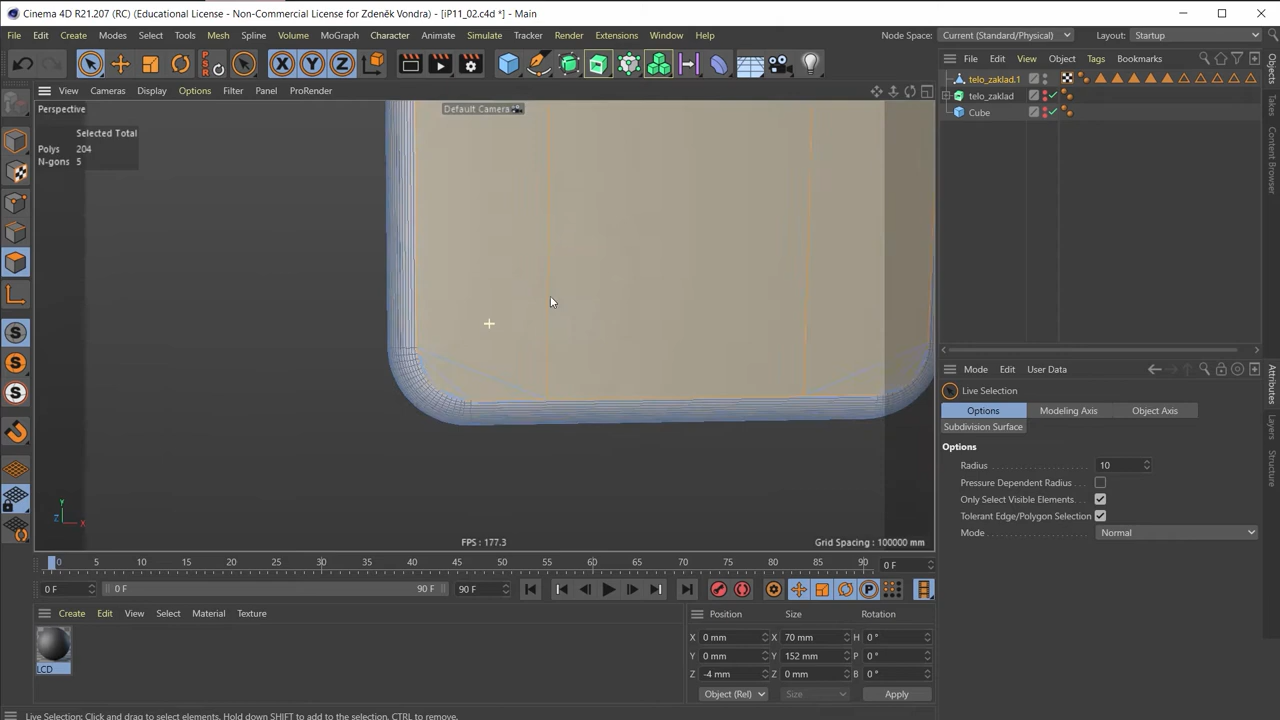 Cinema 4D R21.207 (RC) (Educational License - Non-Commercial License for Zdeněk Vondra) - [iP11_02.c4d *] - Main
File Edit Create Modes Select Tools Mesh Spline Volume MoGraph Character Animate Simulate Tracker Render Extensions Window Help
Node Space: Current (Standard/Physical) Layout: Startup
PSR
0
X Y Z
View Cameras Display Options Filter Panel ProRender
File Edit View Object Tags Bookmarks
Perspective
Default Camera
Selected Total
Polys 204
N-gons 5
telo_zaklad.1
telo_zaklad
Cube
Objects
Takes
Content Browser
Mode Edit User Data
Live Selection
Options Modeling Axis Object Axis
Subdivision Surface
Options
Radius 10
Pressure Dependent Radius
Only Select Visible Elements
Tolerant Edge/Polygon Selection
Mode Normal
Attributes
Layers
Structure
S
S
S
Y
Z X
FPS : 177.3
Grid Spacing : 100000 mm
0 5 10 15 20 25 30 35 40 45 50 55 60 65 70 75 80 85 90 0 F
0 F 0 F 90 F 90 F
P
Create Edit View Select Material Texture
LCD
Position Size Rotation
X 0 mm X 70 mm H 0 °
Y 0 mm Y 152 mm P 0 °
Z -4 mm Z 0 mm B 0 °
Object (Rel) Size Apply
Live Selection: Click and drag to select elements. Hold down SHIFT to add to the selection, CTRL to remove.